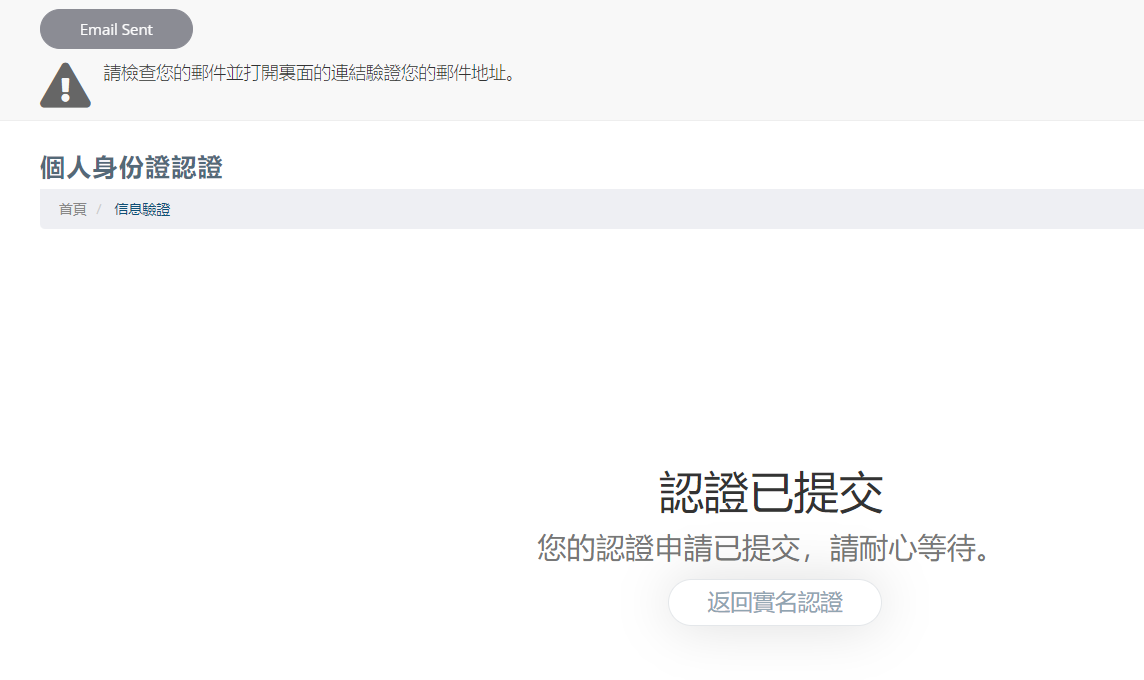 Email Sent
請檢查您的郵件並打開裏面的連結驗證您的郵件地址。
個人身份證認證
首頁 / 信息驗證
認證已提交
您的認證申請已提交，請耐心等待。
返回實名認證